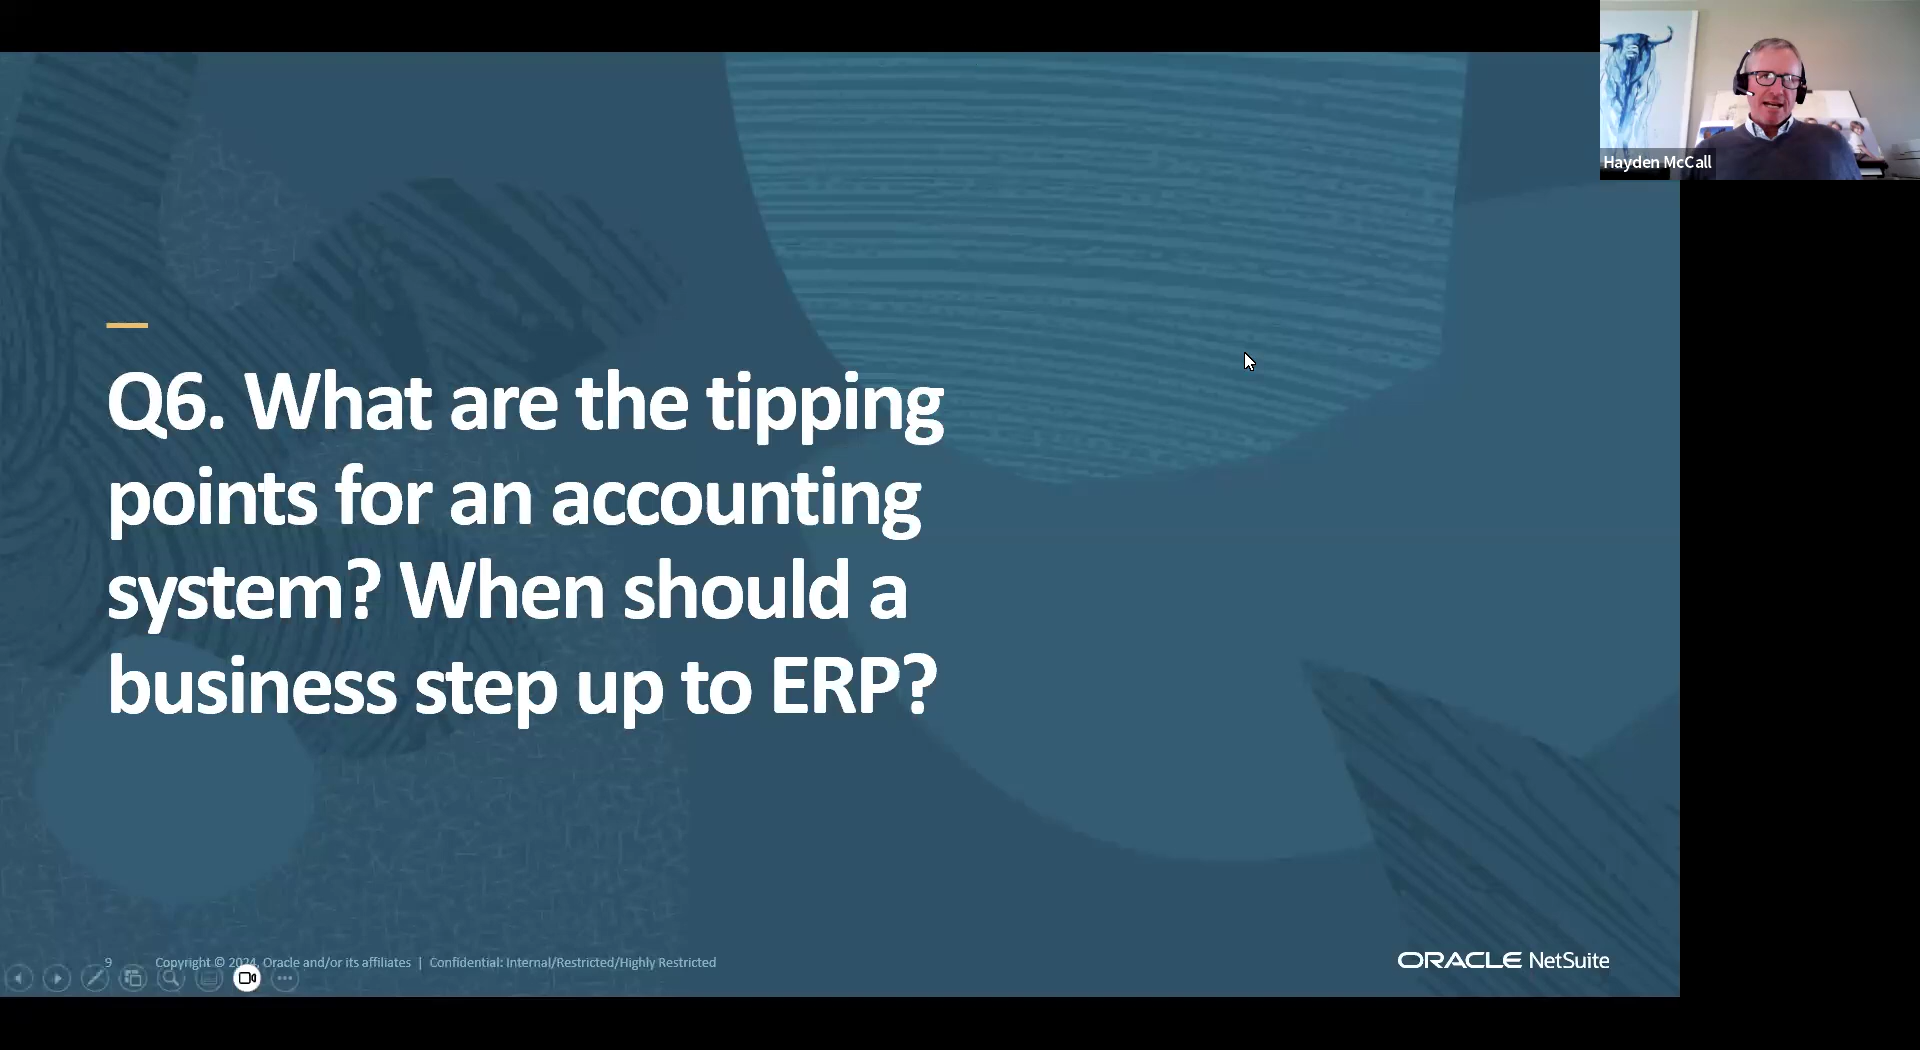 Hayden McCall
Q6. What are the tipping
points for an accounting
system? When should a
business step up to ERP?
9 Copyright © 2024, Oracle and/or its affiliates | Confidential: Internal/Restricted/Highly Restricted
ORACLE NetSuite